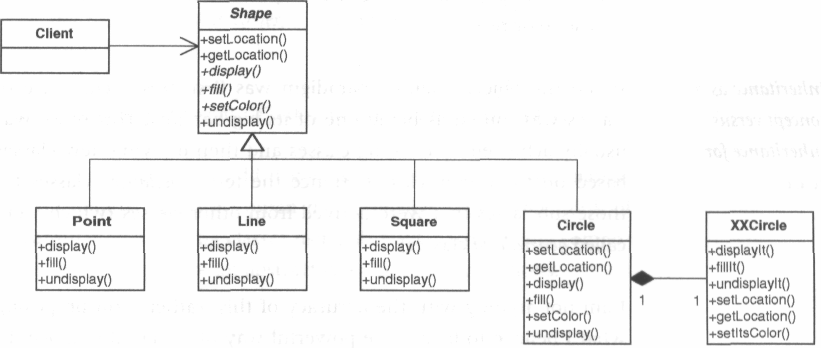 Client
Shape
+setLocation()
+getLocation()
+display()
+fill()
+setColor()
+undisplay()
Point
+display()
+fill()
+undisplay()
Line
+display()
+fill()
+undisplay()
Square
+display()
+fill()
+undisplay()
Circle
+setLocation()
+getLocation()
+display()
+fill()
+setColor()
+undisplay()
1
1
XXCircle
+displayIt()
+fillIt()
+undisplayIt()
+setLocation()
+getLocation()
+setItsColor()